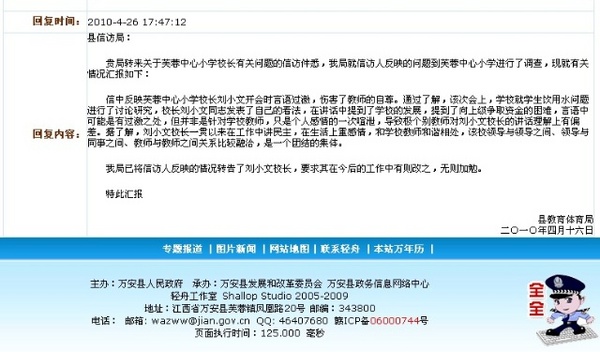 回复时间： 2010-4-26 17:47:12
县信访局：
贵局转来关于芙蓉中心小学校长有关问题的信访件悉，我局就信访人反映的问题到芙蓉中心小学进行了调查，现就有关
情况汇报如下：
信中反映芙蓉中心小学校长刘小文开会时言语过激，伤害了教师的自尊。通过了解，该次会上，学校就学生饮用水问题
进行了讨论研究，校长刘小文同志发表了自己的看法，在讲话中提到了学校的发展，提到了向上级争取资金的困难，言语中
可能是有过激之处，但并非是针对学校教师，只是个人感情的一次喧泄，导致极个别教师对刘小文校长的讲话理解上有偏
回复内容： 差。据了解，刘小文校长一贯以来在工作中讲民主，在生活上重感情，和学校教师和谐相处，该校领导与领导之间、领导与
同事之间、教师与教师之间关系比较融洽，是一个团结的集体。
我局已将信访人反映的情况转告了刘小文校长，要求其在今后的工作中有则改之，无则加勉。
特此汇报
县教育体育局
二〇一〇年四月十六日
专题报道 | 图片新闻 | 网站地图 | 联系轻舟 | 本站万年历 |
主办：万安县人民政府 承办：万安县发展和改革委员会 万安县政务信息网络中心
轻舟工作室 Shallop Studio 2005-2009
地址：江西省万安县芙蓉镇凤凰路20号 邮编：343800
电话： 邮箱: wazww@jian.gov.cn QQ: 46407680 赣ICP备06000744号
页面执行时间：125.000 毫秒
全全